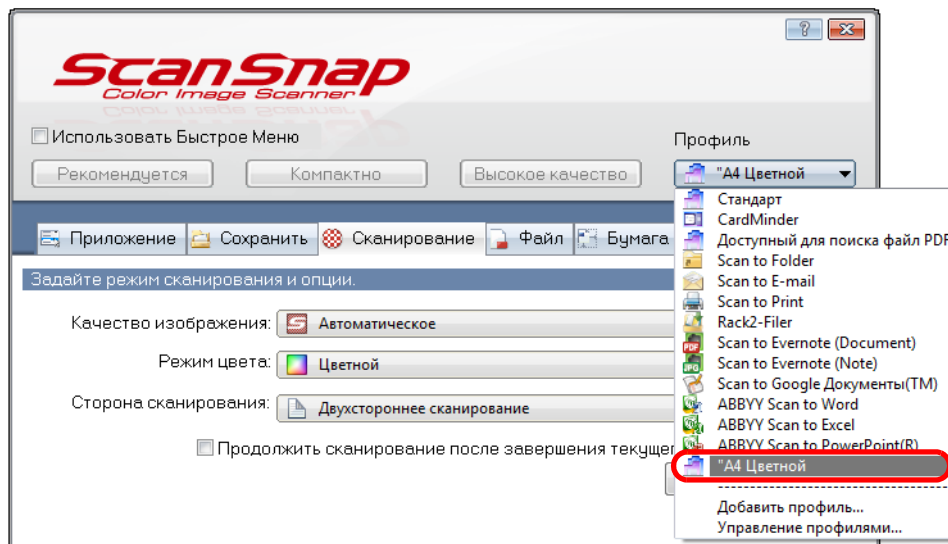 ScanSnap
Color Image Scanner
Использовать Быстрое Меню
Профиль
Рекомендуется
Компактно
Высокое качество
"А4 Цветной
Приложение
Сохранить
Сканирование
Файл
Бумага
Задайте режим сканирования и опции.
Качество изображения:
Автоматическое
Режим цвета:
Цветной
Сторона сканирования:
Двухстороннее сканирование
Продолжить сканирование после завершения текуще
Стандарт
CardMinder
Доступный для поиска файл PDF
Scan to Folder
Scan to E-mail
Scan to Print
Rack2-Filer
Scan to Evernote (Document)
Scan to Evernote (Note)
Scan to Google Документы(TM)
ABBYY Scan to Word
ABBYY Scan to Excel
ABBYY Scan to PowerPoint(R)
"А4 Цветной
Добавить профиль...
Управление профилями...